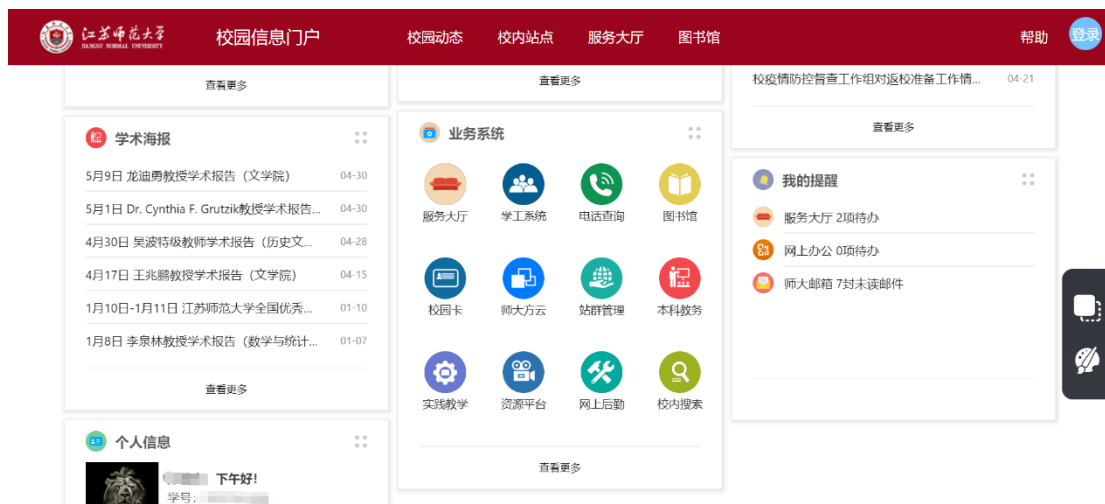 江苏师范大学
JIANGSU NORMAL UNIVERSITY
校园信息门户
校园动态 校内站点 服务大厅 图书馆
帮助 登录
查看更多
学术海报
5月9日 龙迪勇教授学术报告（文学院） 04-30
5月1日 Dr. Cynthia F. Grutzik教授学术报告... 04-30
4月30日 吴波特级教师学术报告（历史文... 04-28
4月17日 王兆鹏教授学术报告（文学院） 04-15
1月10日-1月11日 江苏师范大学全国优秀... 01-10
1月8日 李泉林教授学术报告（数学与统计... 01-07
查看更多
个人信息
下午好!
学号:
查看更多
业务系统
服务大厅 学工系统 电话查询 图书馆
校园卡 师大方云 站群管理 本科教务
实践教学 资源平台 网上后勤 校内搜索
查看更多
校疫情防控督查工作组对返校准备工作情... 04-21
查看更多
我的提醒
服务大厅 2项待办
网上办公 0项待办
师大邮箱 7封未读邮件